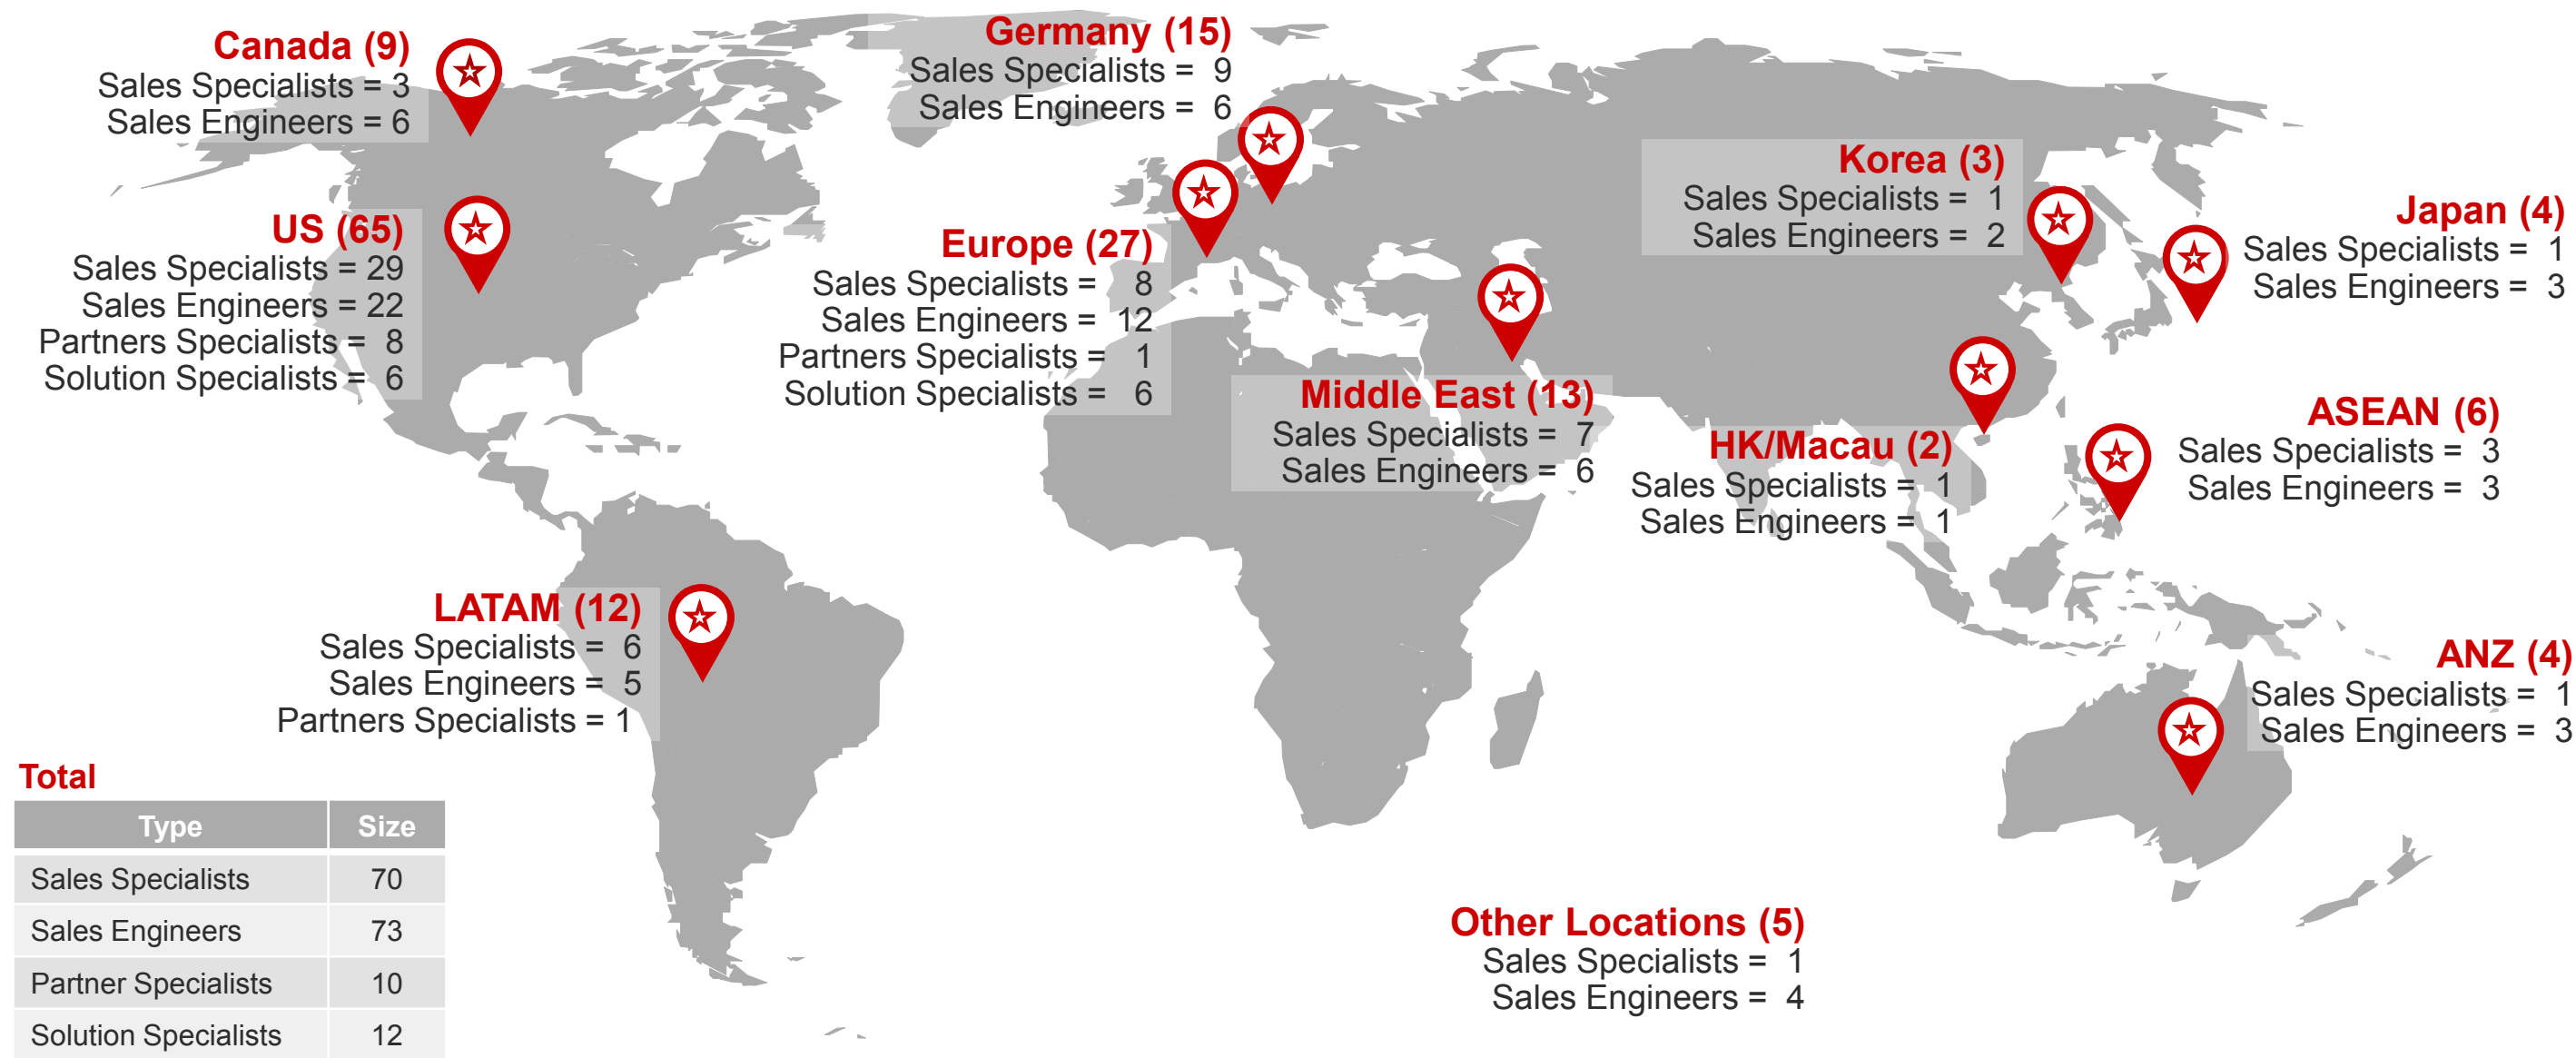 Canada (9)
Sales Specialists = 3
Sales Engineers = 6
Germany (15)
Sales Specialists = 9
Sales Engineers = 6
Korea (3)
Sales Specialists = 1
Sales Engineers = 2
Japan (4)
Sales Specialists = 1
Sales Engineers = 3
US (65)
Sales Specialists = 29
Sales Engineers = 22
Partners Specialists = 8
Solution Specialists = 6
Europe (27)
Sales Specialists = 8
Sales Engineers = 12
Partners Specialists = 1
Solution Specialists = 6
Middle East (13)
Sales Specialists = 7
Sales Engineers = 6
HK/Macau (2)
Sales Specialists = 1
Sales Engineers = 1
ASEAN (6)
Sales Specialists = 3
Sales Engineers = 3
LATAM (12)
Sales Specialists = 6
Sales Engineers = 5
Partners Specialists = 1
ANZ (4)
Sales Specialists = 1
Sales Engineers = 3
Total
Type Size
Sales Specialists 70
Sales Engineers 73
Partner Specialists 10
Solution Specialists 12
Other Locations (5)
Sales Specialists = 1
Sales Engineers = 4